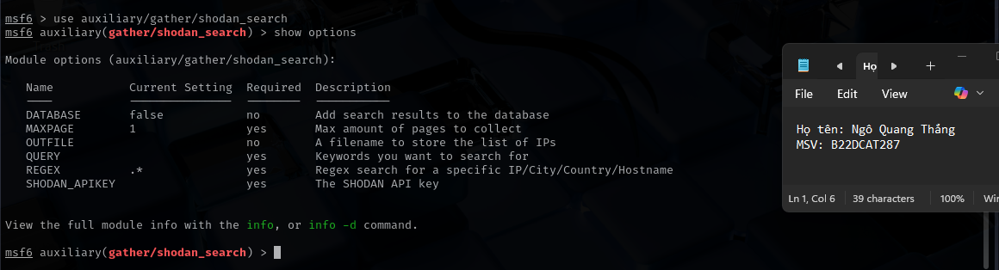 msf6 > use auxiliary/gather/shodan_search
msf6 auxiliary(gather/shodan_search) > show options
Module options (auxiliary/gather/shodan_search):
Name Current Setting Required Description
---- --------------- -------- -----------
DATABASE false no Add search results to the database
MAXPAGE 1 yes Max amount of pages to collect
OUTFILE no A filename to store the list of IPs
QUERY yes Keywords you want to search for
REGEX .* yes Regex search for a specific IP/City/Country/Hostname
SHODAN_APIKEY yes The SHODAN API key
View the full module info with the info, or info -d command.
msf6 auxiliary(gather/shodan_search) >
Họ
File Edit View
Họ tên: Ngô Quang Thắng
MSV: B22DCAT287
Ln 1, Col 6 39 characters 100% Win